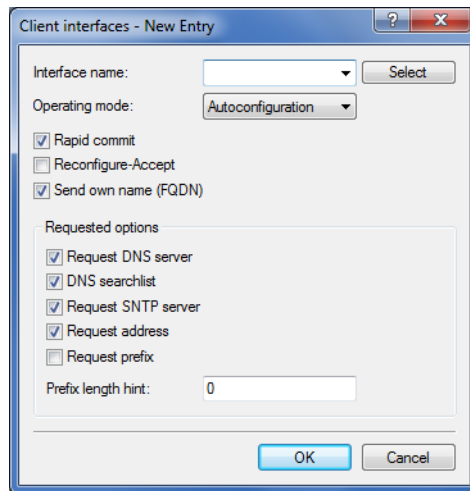 Client interfaces - New Entry
Interface name:
Select
Operating mode:
Autoconfiguration
Rapid commit
Reconfigure-Accept
Send own name (FQDN)
Requested options
Request DNS server
DNS searchlist
Request SNTP server
Request address
Request prefix
Prefix length hint:
0
OK
Cancel